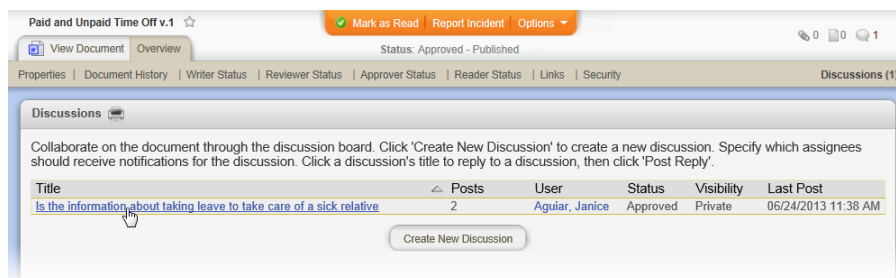 Paid and Unpaid Time Off v.1
Mark as Read Report Incident Options
0 0 1
View Document Overview
Status: Approved - Published
Properties | Document History | Writer Status | Reviewer Status | Approver Status | Reader Status | Links | Security Discussions (1
Discussions
Collaborate on the document through the discussion board. Click 'Create New Discussion' to create a new discussion. Specify which assignees
should receive notifications for the discussion. Click a discussion's title to reply to a discussion, then click 'Post Reply'.
Title Posts User Status Visibility Last Post
Is the information about taking leave to take care of a sick relative 2 Aguiar, Janice Approved Private 06/24/2013 11:38 AM
Create New Discussion